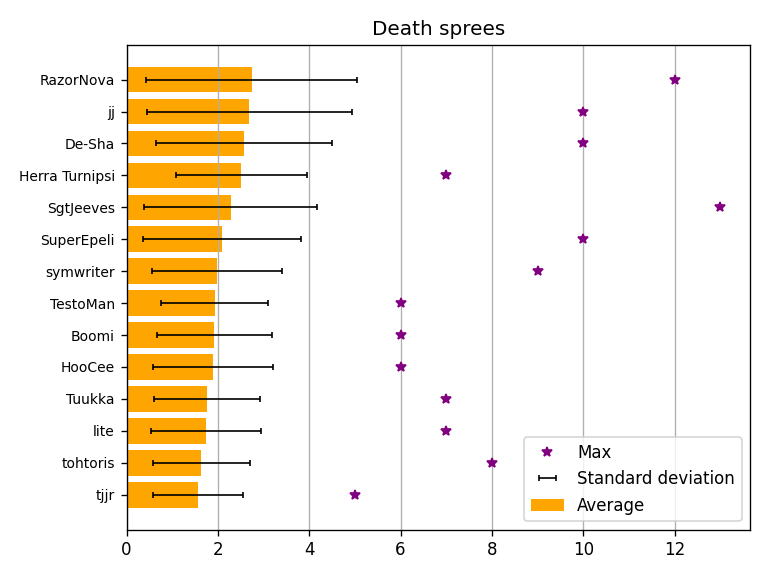 Death sprees
RazorNova
jj
De-Sha
Herra Turnipsi
SgtJeeves
SuperEpeli
symwriter
TestoMan
Boomi
HooCee
Tuukka
lite
tohtoris
tjjr
Max
Standard deviation
Average
0 2 4 6 8 10 12